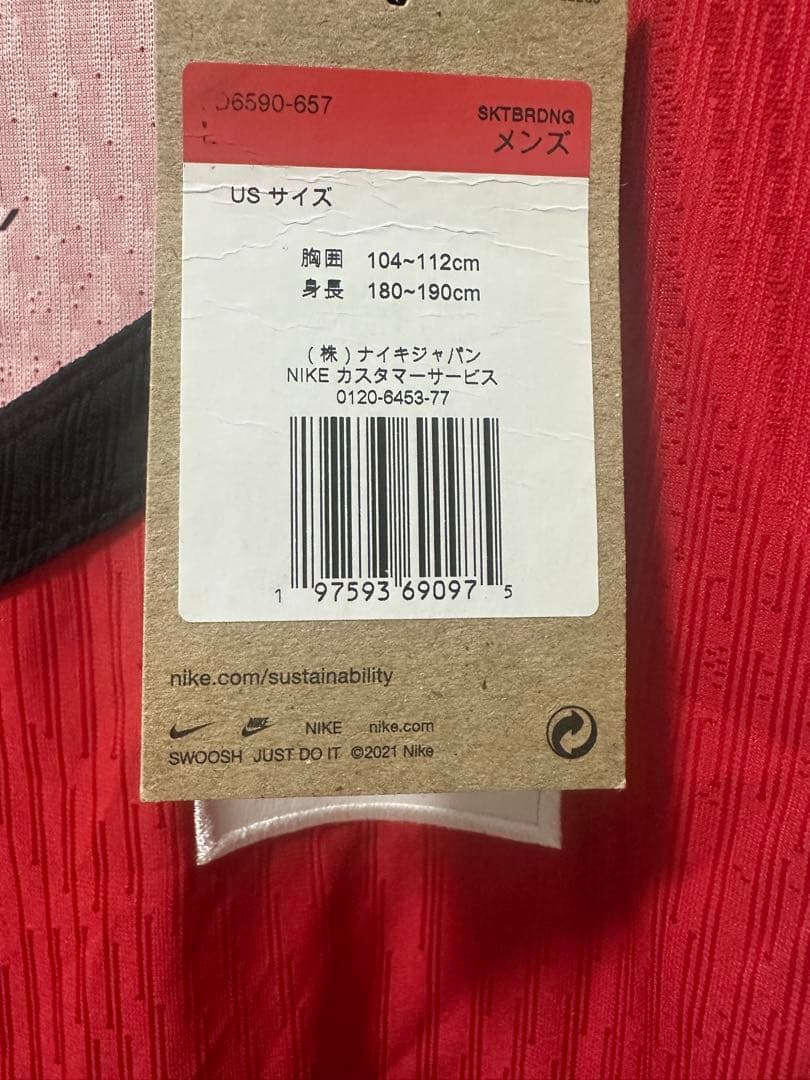 D6590-657
SKTBRDNG
メンズ
US サイズ
胸囲 104~112cm
身長 180~190cm
(株)ナイキジャパン
NIKE カスタマーサービス
0120-6453-77
1 97593 69097 5
nike.com/sustainability
NIKE NIKE nike.com
SWOOSH JUST DO IT ©2021 Nike